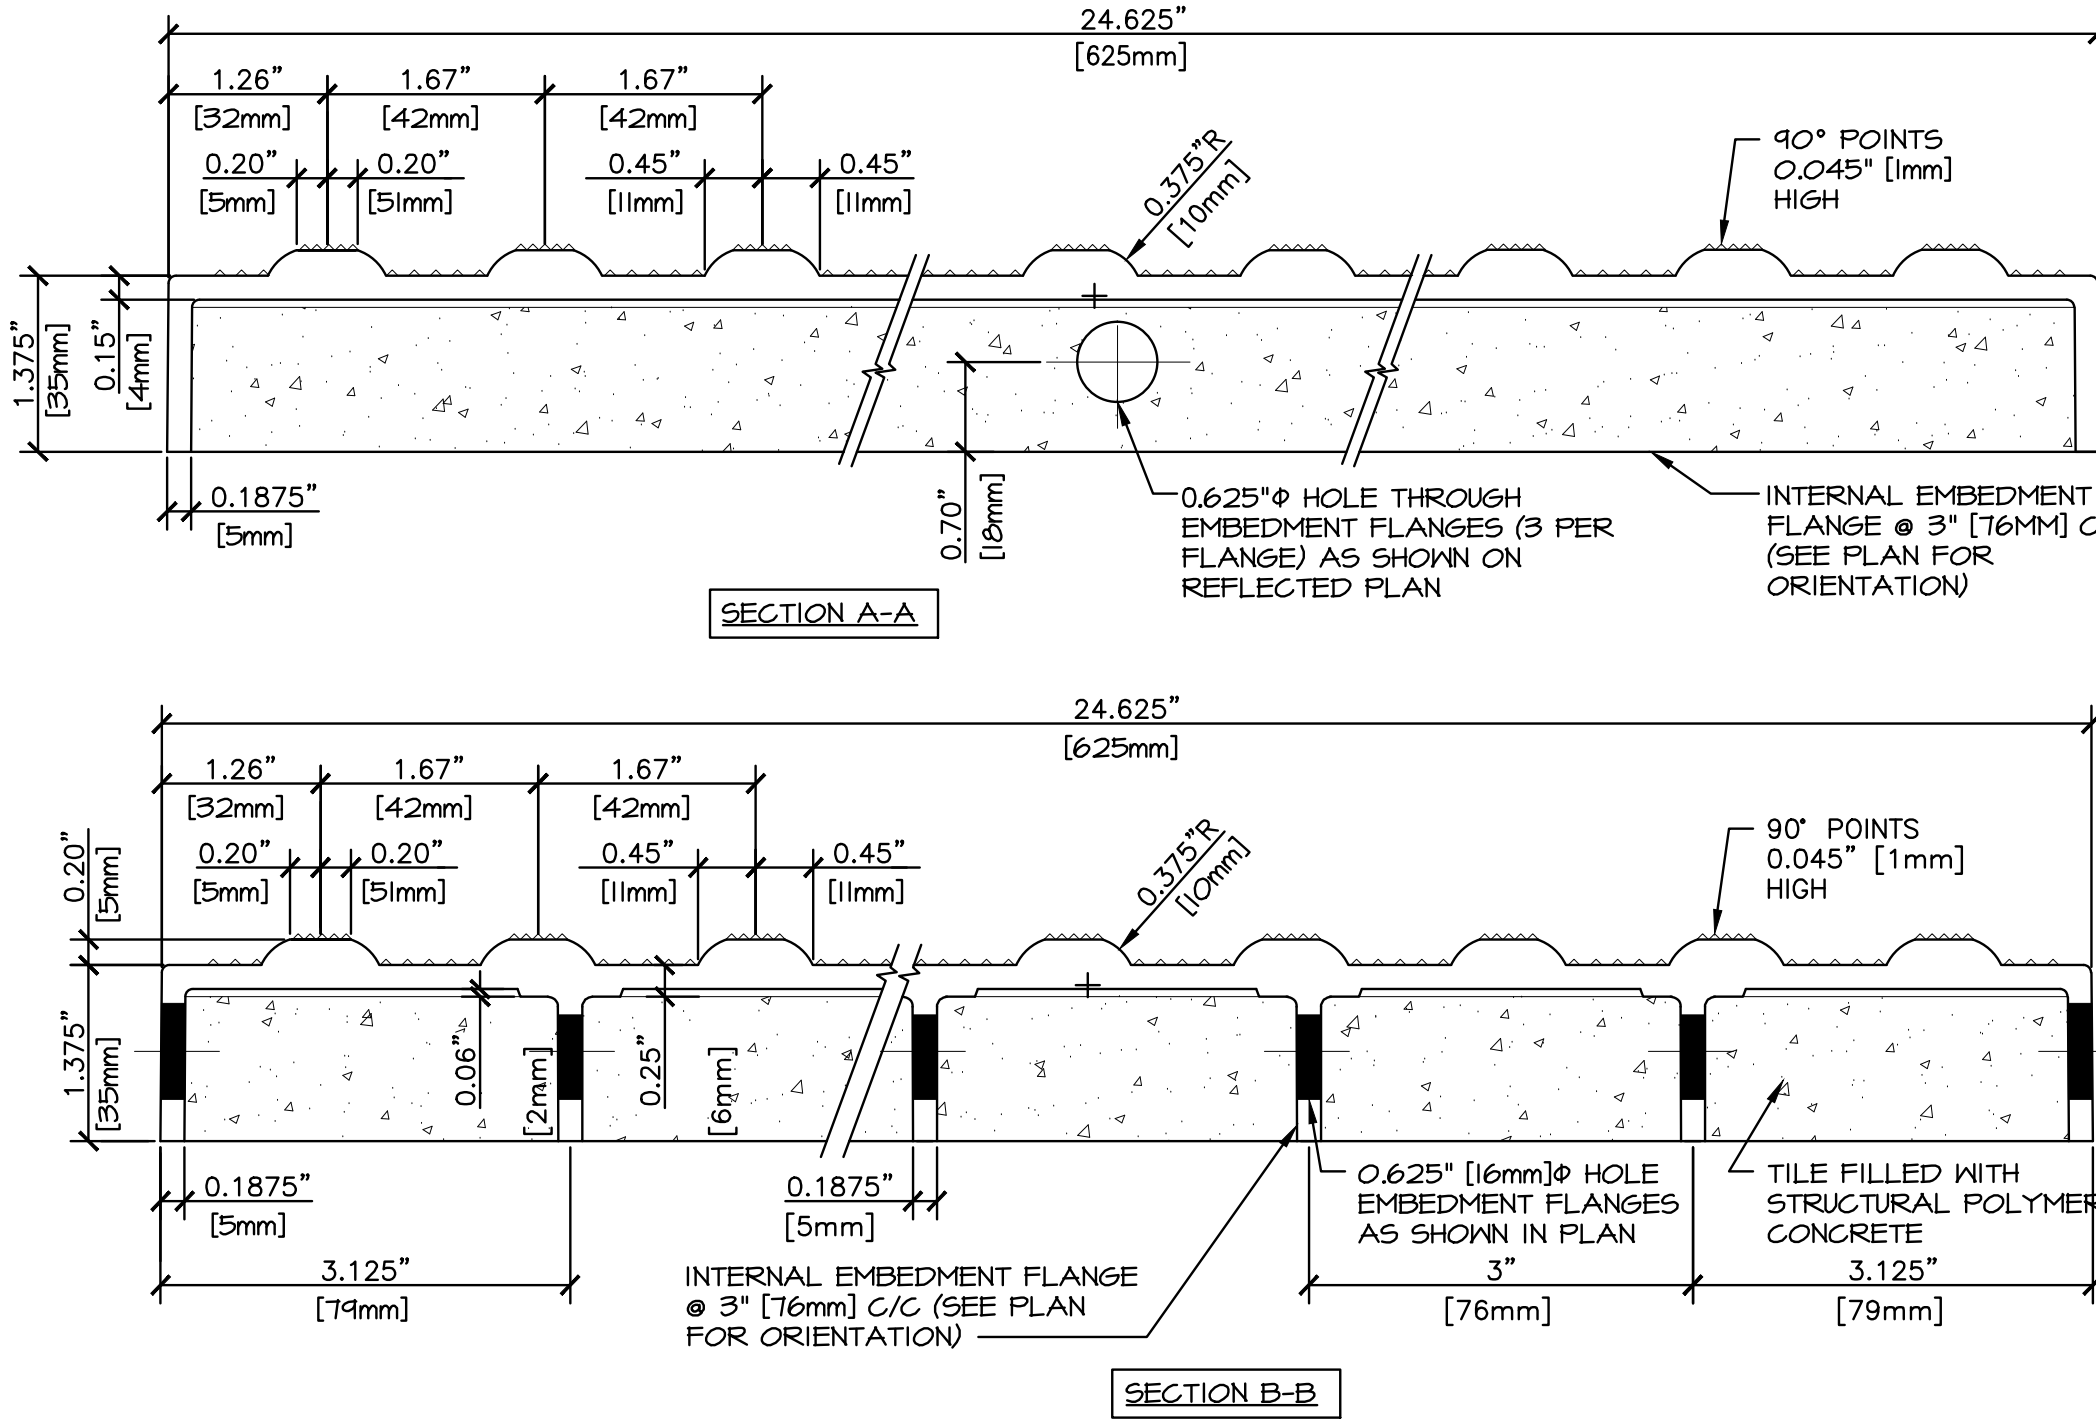 24.625”
[625mm]
1.26” 1.67” 1.67”
[32mm] [42mm] [42mm]
0.20” 0.20” 0.45” 0.45”
[5mm] [51mm] [11mm] [11mm]
0.375”R
[10mm]
90° POINTS
0.045" [1mm]
HIGH
1.375”
[35mm]
0.15”
[4mm]
0.1875”
[5mm]
0.70”
[18mm]
0.625"Φ HOLE THROUGH
EMBEDMENT FLANGES (3 PER
FLANGE) AS SHOWN ON
REFLECTED PLAN
INTERNAL EMBEDMENT
FLANGE @ 3" [76MM] C
(SEE PLAN FOR
ORIENTATION)
SECTION A-A
24.625”
[625mm]
1.26” 1.67” 1.67”
[32mm] [42mm] [42mm]
0.20”
[5mm]
0.20” 0.20” 0.45” 0.45”
[5mm] [51mm] [11mm] [11mm]
0.375”R
[10mm]
90° POINTS
0.045” [1mm]
HIGH
1.375”
[35mm]
0.06”
[2mm]
0.25”
[6mm]
0.1875”
[5mm]
0.1875”
[5mm]
0.625" [16mm]Φ HOLE
EMBEDMENT FLANGES
AS SHOWN IN PLAN
TILE FILLED WITH
STRUCTURAL POLYMER
CONCRETE
3.125”
[79mm]
INTERNAL EMBEDMENT FLANGE
@ 3" [76mm] C/C (SEE PLAN
FOR ORIENTATION)
3”
[76mm]
3.125”
[79mm]
SECTION B-B